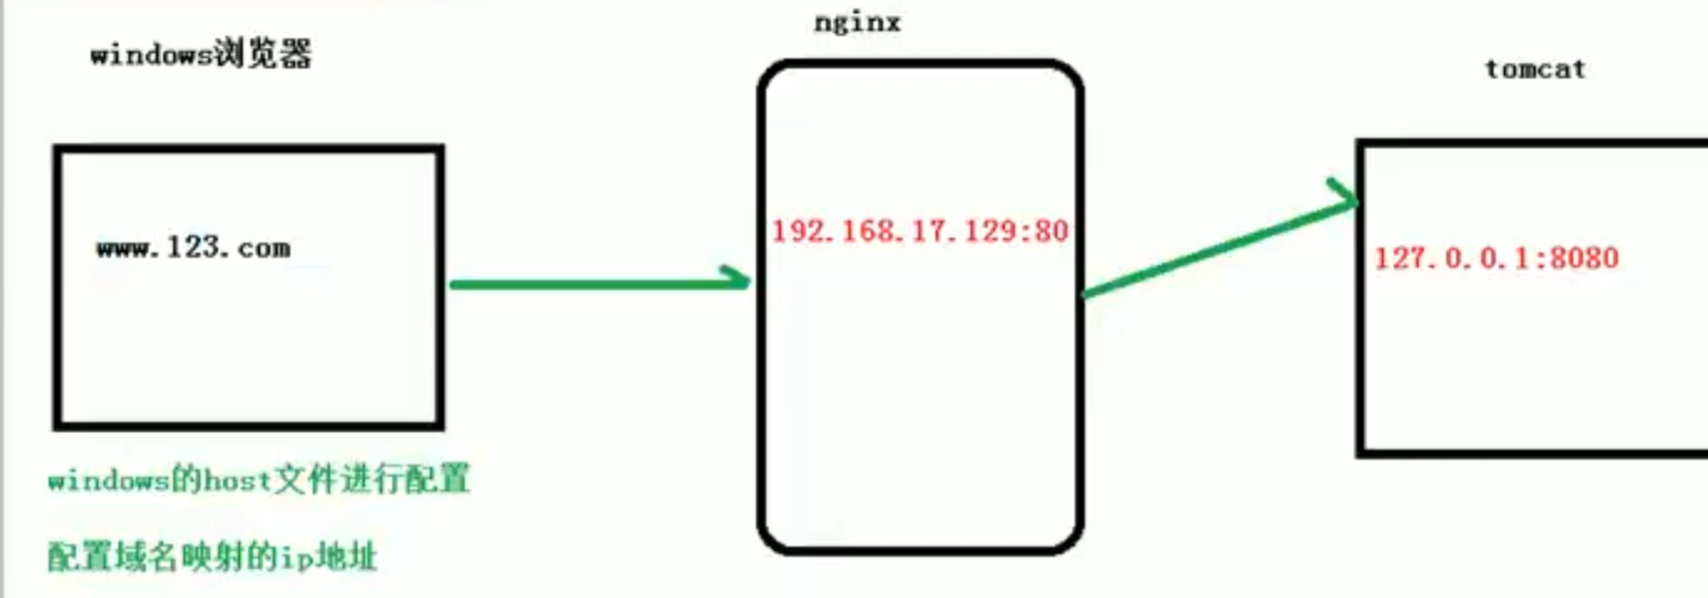 windows浏览器
www.123.com
windows的host文件进行配置
配置域名映射的ip地址
nginx
192.168.17.129:80
tomcat
127.0.0.1:8080